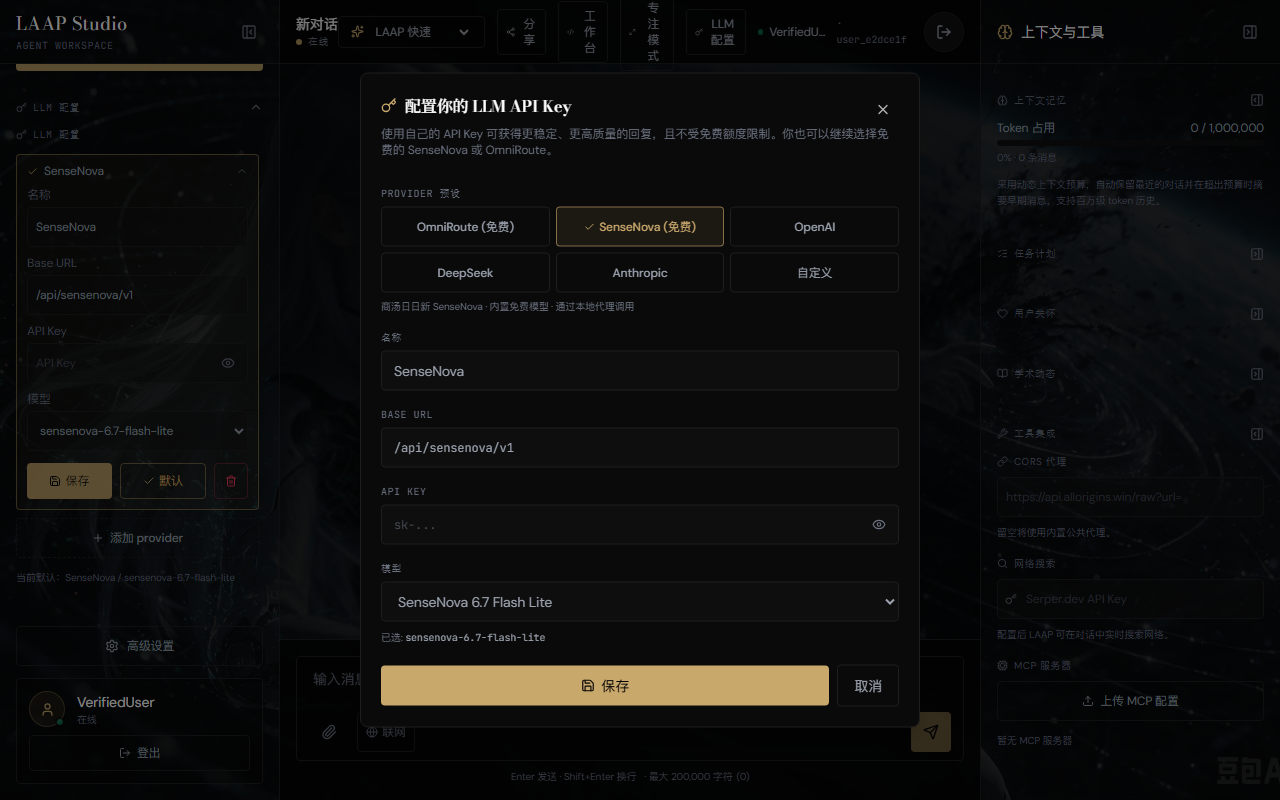 LAAP Studio
AGENT WORKSPACE
LLM 配置
LLM 配置
SenseNova
名称
SenseNova
Base URL
/api/sensenova/v1
API Key
API Key
模型
sensenova-6.7-flash-lite
保存
默认
添加 provider
当前默认: SenseNova / sensenova-6.7-flash-lite
高级设置
VerifiedUser
在线
登出
新对话
在线
LAAP 快速
分享
工作台
专注模式
LLM 配置
VerifiedU...
· user_e2dce1f
配置你的 LLM API Key
使用自己的 API Key 可获得更稳定、更高质量的回复，且不受免费额度限制。你也可以继续选择免
费的 SenseNova 或 OmniRoute。
PROVIDER 预设
OmniRoute (免费)
SenseNova (免费)
OpenAI
DeepSeek
Anthropic
自定义
商汤日日新 SenseNova · 内置免费模型 · 通过本地代理调用
名称
SenseNova
BASE URL
/api/sensenova/v1
API KEY
sk-...
模型
SenseNova 6.7 Flash Lite
已选: sensenova-6.7-flash-lite
保存
取消
输入消息
联网
Enter 发送 · Shift+Enter 换行 · 最大 200,000 字符 (0)
上下文与工具
上下文记忆
Token 占用
0 / 1,000,000
0% · 0 条消息
采用动态上下文预算，自动保留最近的对话并在超出预算时摘
要早期消息，支持百万级 token 历史。
任务计划
用户关怀
学术动态
工具集成
CORS 代理
https://api.allorigins.win/raw?url=
留空将使用内置公共代理。
网络搜索
Serper.dev API Key
配置后 LAAP 可在对话中实时搜索网络。
MCP 服务器
上传 MCP 配置
暂无 MCP 服务器
豆包A